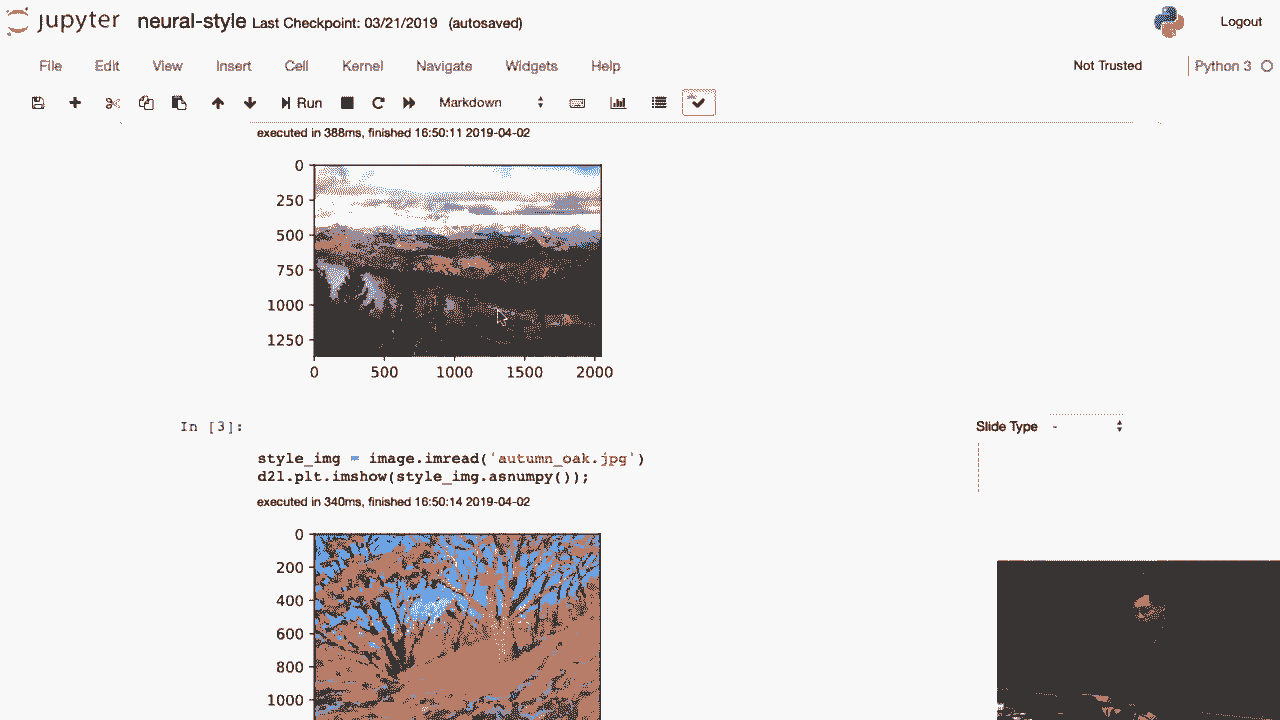 jupyter neural-style Last Checkpoint: 03/21/2019 (autosaved) Logout
File Edit View Insert Cell Kernel Navigate Widgets Help Not Trusted Python 3
Run Markdown
executed in 388ms, finished 16:50:11 2019-04-02
0
250
500
750
1000
1250
0 500 1000 1500 2000
In [3]: Slide Type -
style_img = image.imread('autumn_oak.jpg')
d2l.plt.imshow(style_img.asnumpy());
executed in 340ms, finished 16:50:14 2019-04-02
0
200
400
600
800
1000